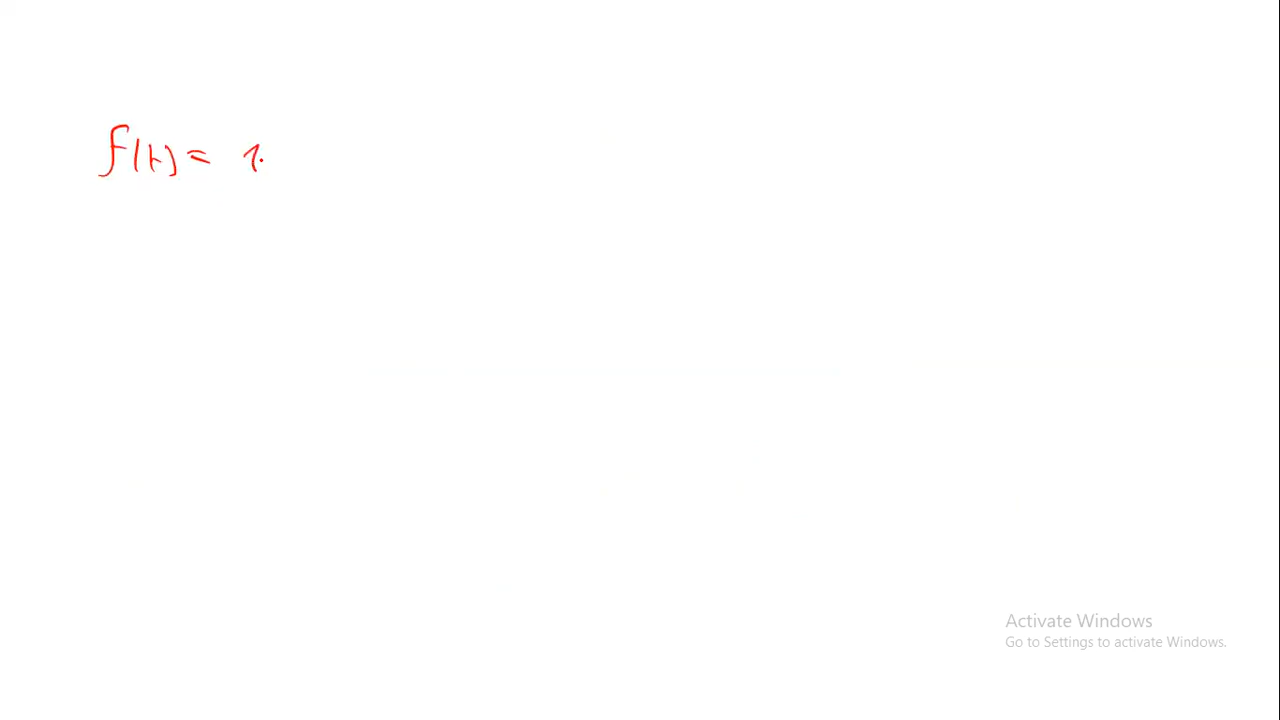 f(t) = 1.
Activate Windows
Go to Settings to activate Windows.